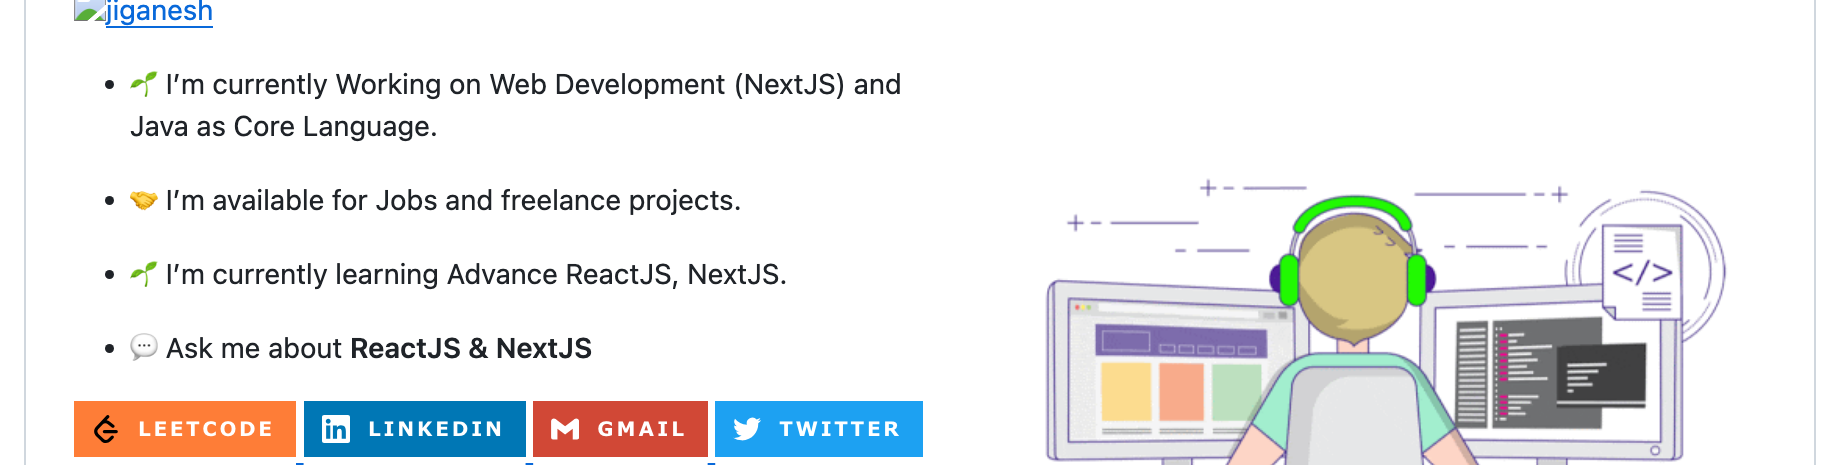 jiganesh
🌱 I’m currently Working on Web Development (NextJS) and
Java as Core Language.
🤝 I’m available for Jobs and freelance projects.
🌱 I’m currently learning Advance ReactJS, NextJS.
💬 Ask me about ReactJS & NextJS
LEETCODE
LINKEDIN
GMAIL
TWITTER
</>